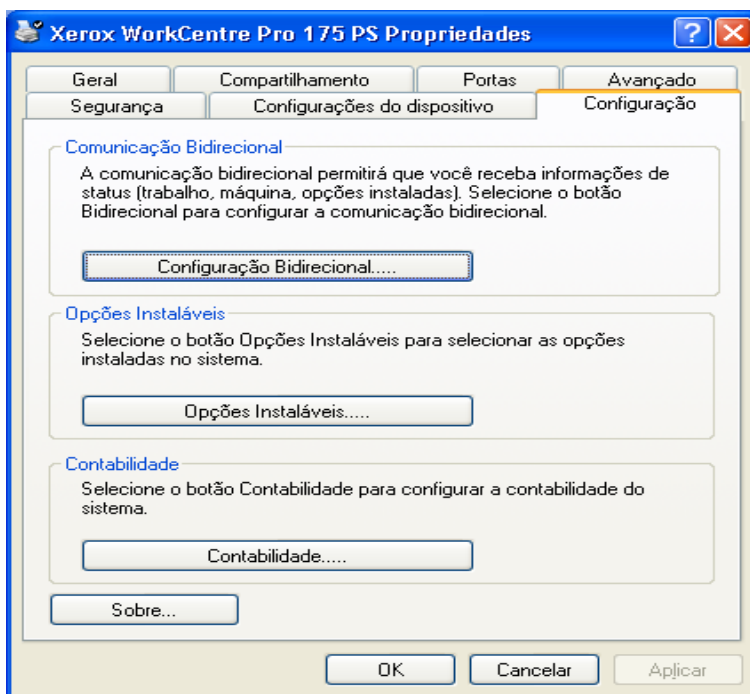 Xerox WorkCentre Pro 175 PS Propriedades
Geral Compartilhamento Portas Avançado
Segurança Configurações do dispositivo Configuração
Comunicação Bidirecional
A comunicação bidirecional permitirá que você receba informações de
status (trabalho, máquina, opções instaladas). Selecione o botão
Bidirecional para configurar a comunicação bidirecional.
Configuração Bidirecional.....
Opções Instaláveis
Selecione o botão Opções Instaláveis para selecionar as opções
instaladas no sistema.
Opções Instaláveis.....
Contabilidade
Selecione o botão Contabilidade para configurar a contabilidade do
sistema.
Contabilidade.....
Sobre...
OK Cancelar Aplicar